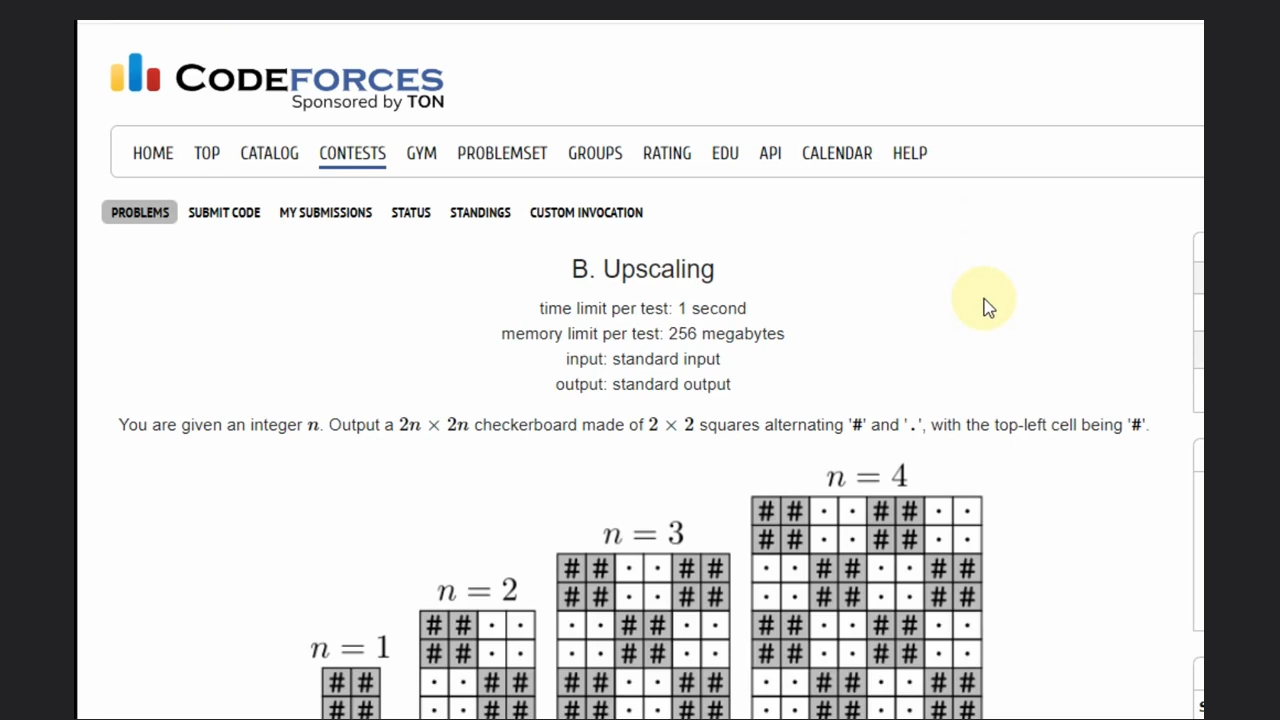 CODEFORCES
Sponsored by TON
HOME TOP CATALOG CONTESTS GYM PROBLEMSET GROUPS RATING EDU API CALENDAR HELP
PROBLEMS SUBMIT CODE MY SUBMISSIONS STATUS STANDINGS CUSTOM INVOCATION
B. Upscaling
time limit per test: 1 second
memory limit per test: 256 megabytes
input: standard input
output: standard output
You are given an integer n. Output a 2n × 2n checkerboard made of 2 × 2 squares alternating '#' and '.', with the top-left cell being '#'.
n = 4
# # . . # # . .
n = 3 # # . . # # . .
# # . . # # . . # # . . # #
n = 2 # # . . # # . . # # . . # #
# # . . . . # # . . # # . . # # . .
n = 1 # # . . . . # # . . # # . . # # . .
# # . . # # # # . . # # . . # # . . # #
# # . . # # # # . . # # . . # # . . # #